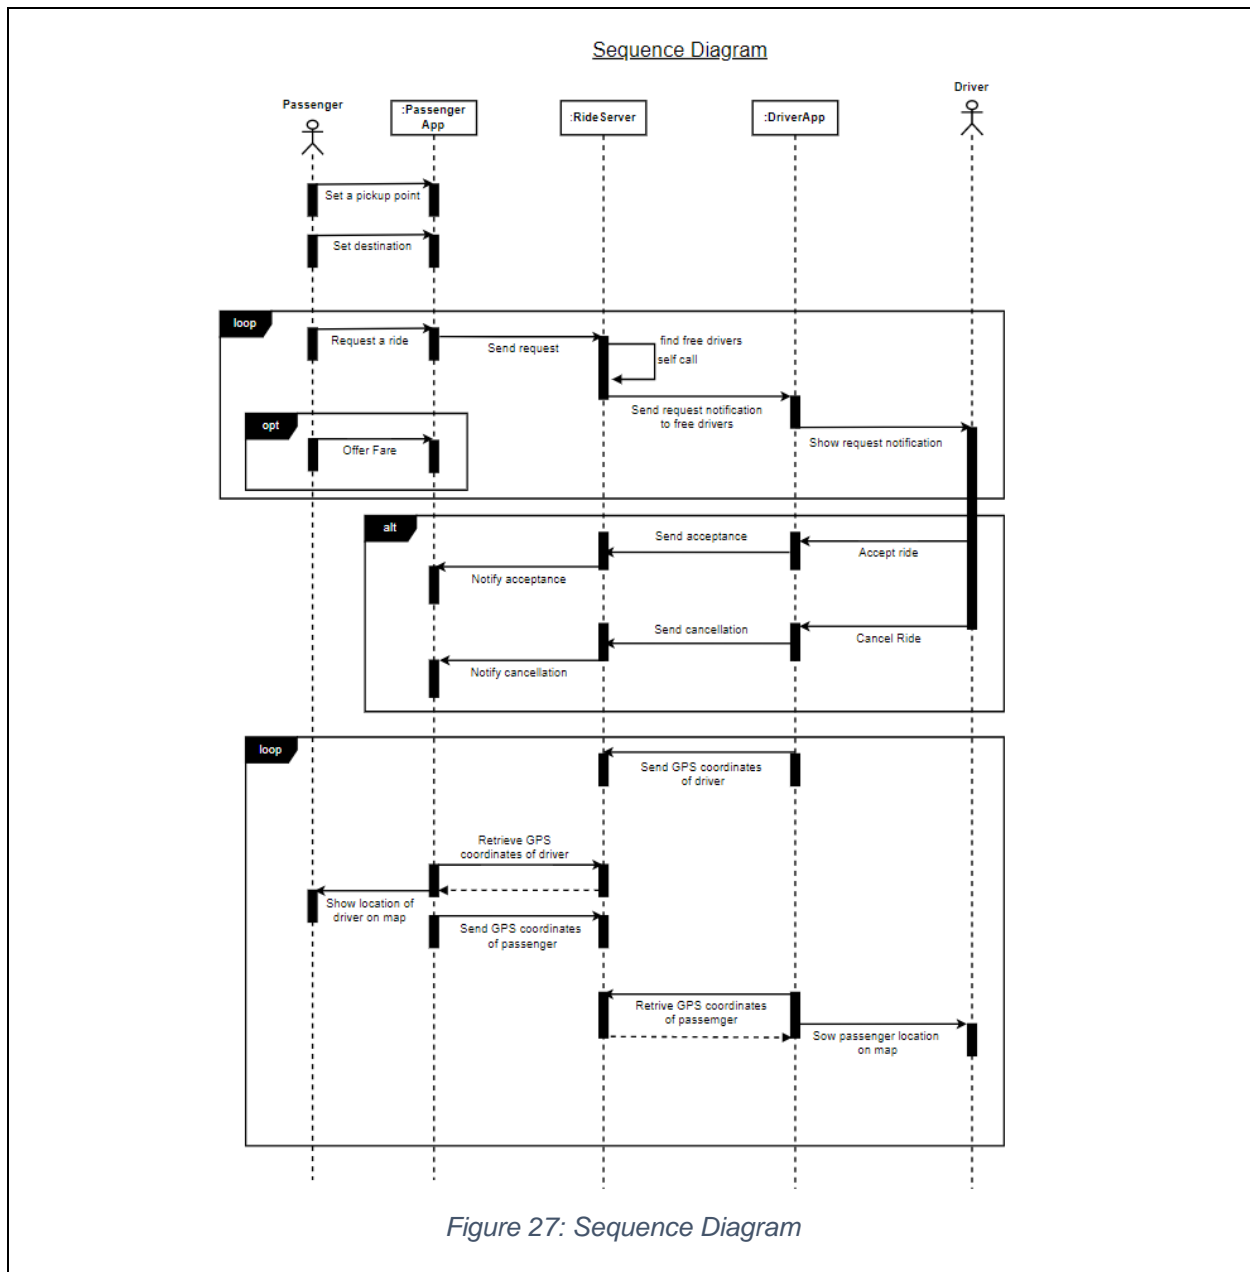 Sequence Diagram
Passenger
:Passenger
App
:RideServer
:DriverApp
Driver
Set a pickup point
Set destination
loop
Request a ride
Send request
find free drivers
self call
Send request notification
to free drivers
Show request notification
opt
Offer Fare
alt
Send acceptance
Accept ride
Notify acceptance
Send cancellation
Cancel Ride
Notify cancellation
loop
Send GPS coordinates
of driver
Retrieve GPS
coordinates of driver
Show location of
driver on map
Send GPS coordinates
of passenger
Retrive GPS coordinates
of passemger
Sow passenger location
on map
Figure 27: Sequence Diagram